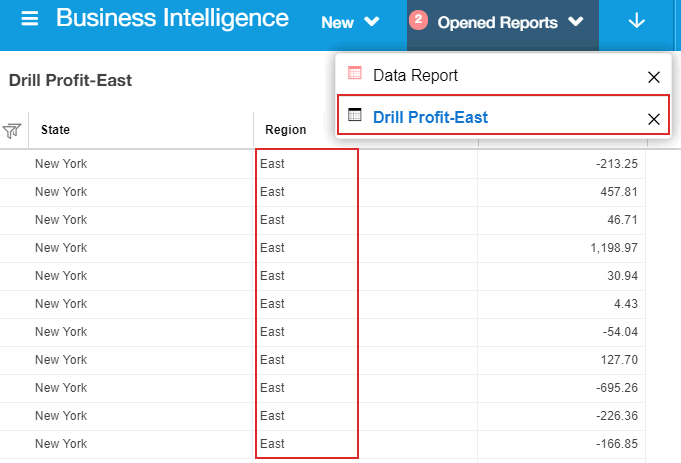 Business Intelligence
New
2 Opened Reports
Drill Profit-East
Data Report
Drill Profit-East
State Region
New York East -213.25
New York East 457.81
New York East 46.71
New York East 1,198.97
New York East 30.94
New York East 4.43
New York East -54.04
New York East 127.70
New York East -695.26
New York East -226.36
New York East -166.85